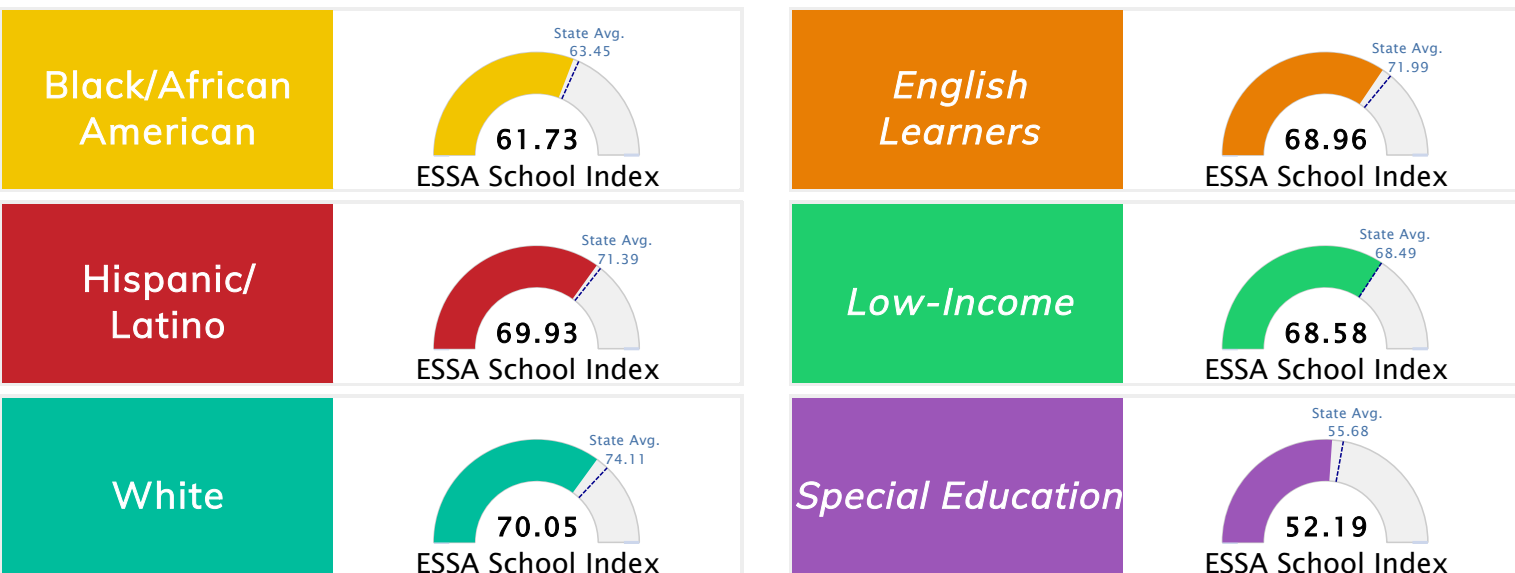 Black/African
American
State Avg.
63.45
61.73
ESSA School Index
English
Learners
State Avg.
71.99
68.96
ESSA School Index
Hispanic/
Latino
State Avg.
71.39
69.93
ESSA School Index
Low-Income
State Avg.
68.49
68.58
ESSA School Index
White
State Avg.
74.11
70.05
ESSA School Index
Special Education
State Avg.
55.68
52.19
ESSA School Index